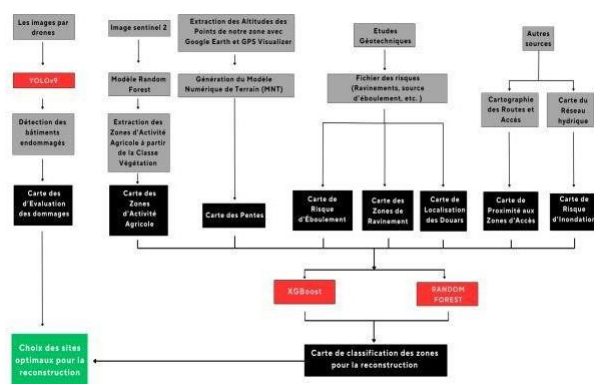 Les images par
drones
Image sentinel 2
Extraction des Altitudes des
Points de notre zone avec
Google Earth et GPS Visualizer
Etudes
Géotechniques
Autres
sources
YOLOv9
Modèle Random
Forest
Génération du Modèle
Numérique de Terrain (MNT)
Fichier des risques
(Ravinements, source
d'éboulement, etc. )
Cartographie
des Routes et
Accès
Carte du
Réseau
hydrique
Détection des
bâtiments
endommagés
Extraction des
Zones d'Activité
Agricole à partir
de la Classe
Végétation
Carte des
d'Evaluation
des dommages
Carte des
Zones
d'Activité
Agricole
Carte des Pentes
Carte de
Risque
d'Éboulement
Carte des
Zones de
Ravinement
Carte de
Localisation
des Douars
Carte de
Proximité aux
Zones d'Accès
Carte de
Risque
d'Inondation
XGBoost
RANDOM
FOREST
Choix des sites
optimaux pour la
reconstruction
Carte de classification des zones
pour la reconstruction